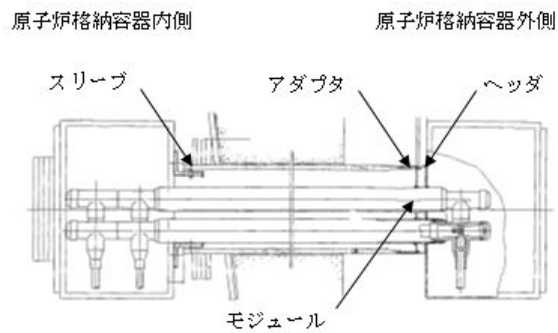 原子炉格納容器内側
原子炉格納容器外側
スリーブ
アダプタ
ヘッダ
モジュール